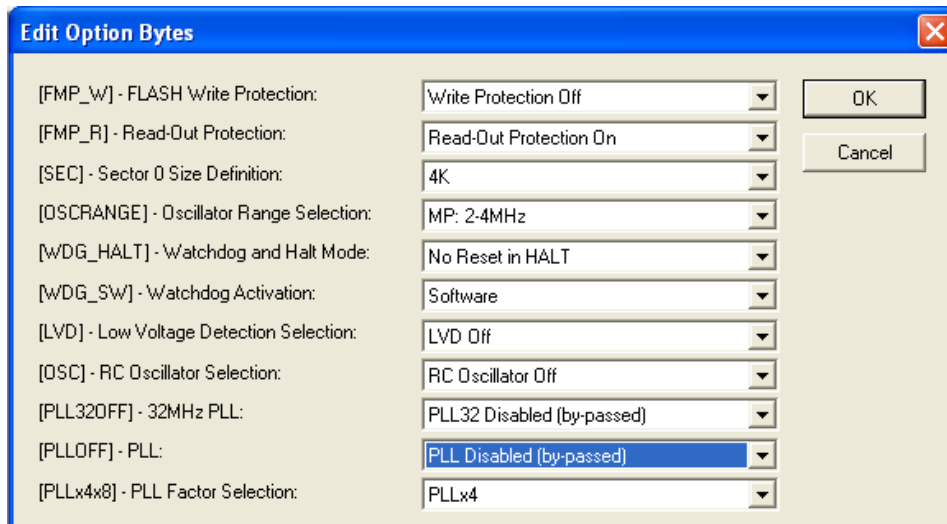 Edit Option Bytes
[FMP_W] - FLASH Write Protection: Write Protection Off OK
[FMP_R] - Read-Out Protection: Read-Out Protection On
Cancel
[SEC] - Sector 0 Size Definition: 4K
[OSCRANGE] - Oscillator Range Selection: MP: 2-4MHz
[WDG_HALT] - Watchdog and Halt Mode: No Reset in HALT
[WDG_SW] - Watchdog Activation: Software
[LVD] - Low Voltage Detection Selection: LVD Off
[OSC] - RC Oscillator Selection: RC Oscillator Off
[PLL32OFF] - 32MHz PLL: PLL32 Disabled (by-passed)
[PLLOFF] - PLL: PLL Disabled (by-passed)
[PLLx4x8] - PLL Factor Selection: PLLx4